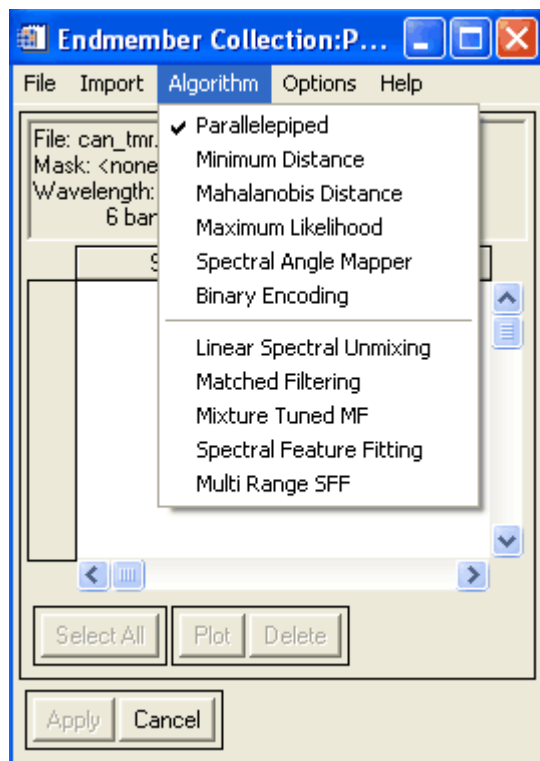 Endmember Collection:P...
File Import Algorithm Options Help
File: can_tmr.
Mask: <none
Wavelength:
6 bar
S
✓ Parallelepiped
Minimum Distance
Mahalanobis Distance
Maximum Likelihood
Spectral Angle Mapper
Binary Encoding
Linear Spectral Unmixing
Matched Filtering
Mixture Tuned MF
Spectral Feature Fitting
Multi Range SFF
Select All Plot Delete
Apply Cancel